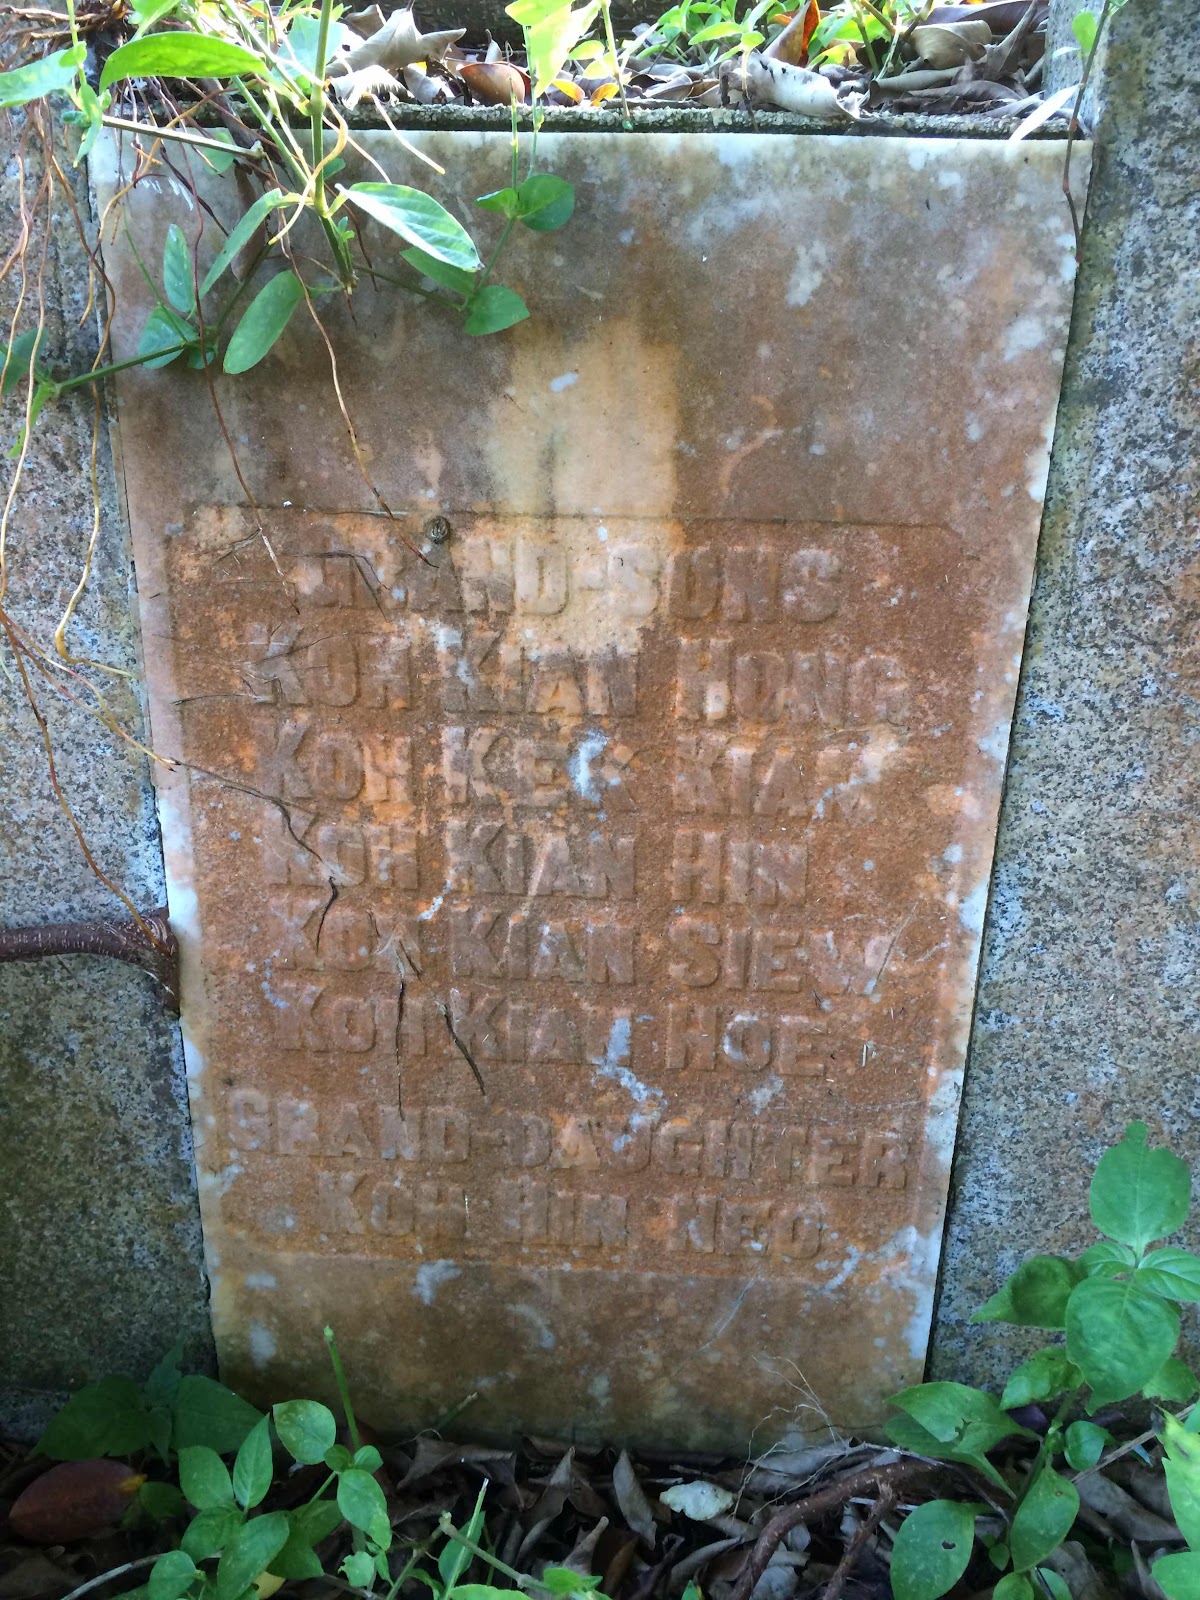 GRAND-SONS
KOH KIAN HONG
KOH KEK KIAM
KOH KIAN HIN
KOH KIAN SIEW
KOH KIAN HOE
GRAND-DAUGHTER
KOH HIN NEO